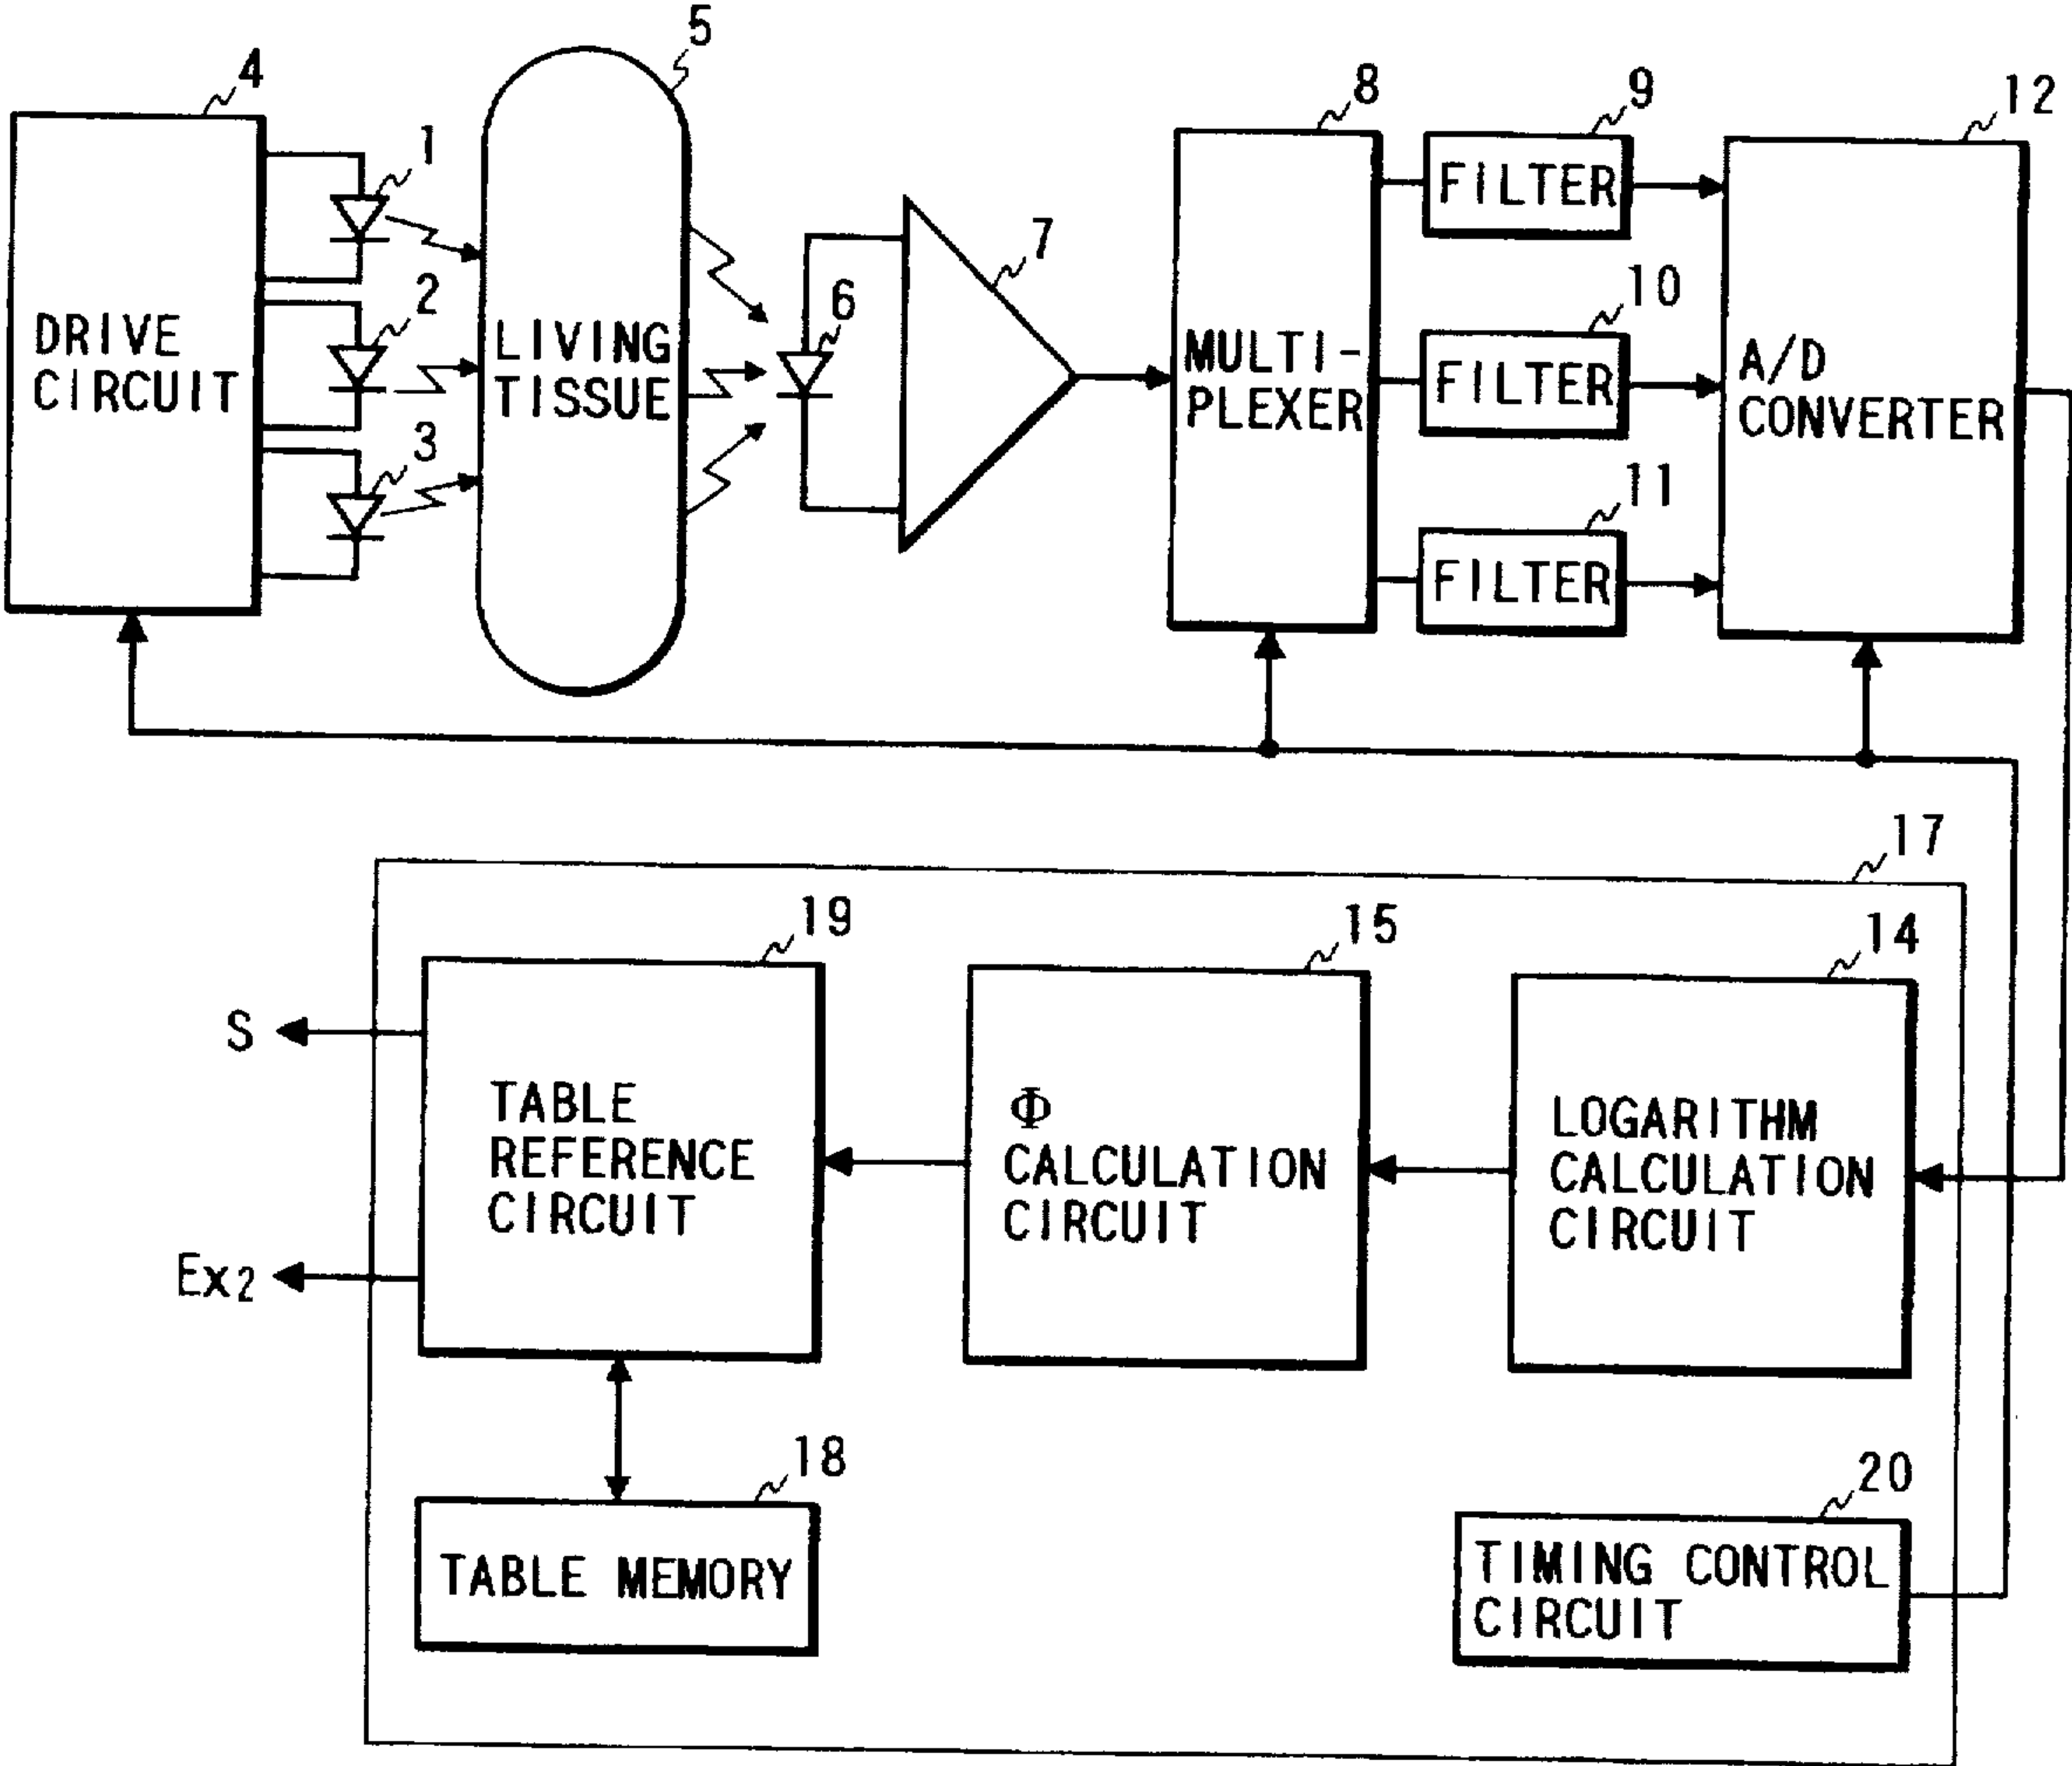 5
4
8
9
12
1
FILTER
7
10
2
6
DRIVE
CIRCUIT
LIVING
TISSUE
MULTI-
PLEXER
FILTER
A/D
CONVERTER
3
11
FILTER
17
19
15
14
S
TABLE
REFERENCE
CIRCUIT
Φ
CALCULATION
CIRCUIT
LOGARITHM
CALCULATION
CIRCUIT
Ex2
18
20
TABLE MEMORY
TIMING CONTROL
CIRCUIT